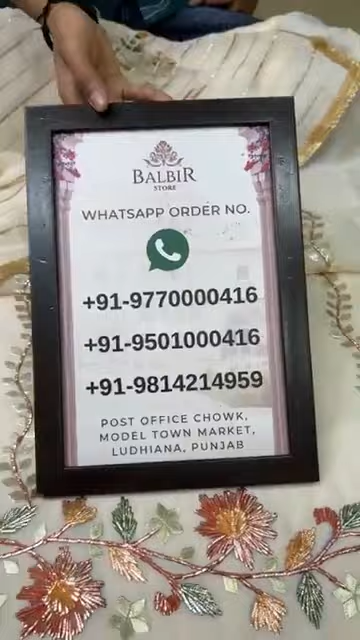 BALBIR
STORE
WHATSAPP ORDER NO.
+91-9770000416
+91-9501000416
+91-9814214959
POST OFFICE CHOWK,
MODEL TOWN MARKET,
LUDHIANA, PUNJAB